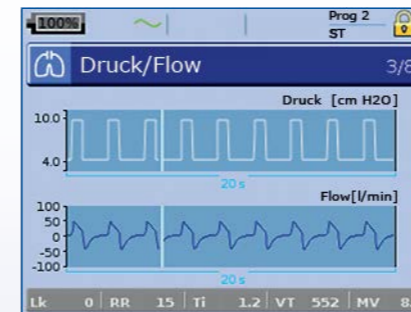 100%
Prog 2
ST
Druck/Flow
3/8
Druck [cm H2O]
10.0
4.0
20 s
Flow[l/min]
100
50
0
-50
-100
20 s
Lk 0 RR 15 Ti 1.2 VT 552 MV 8.